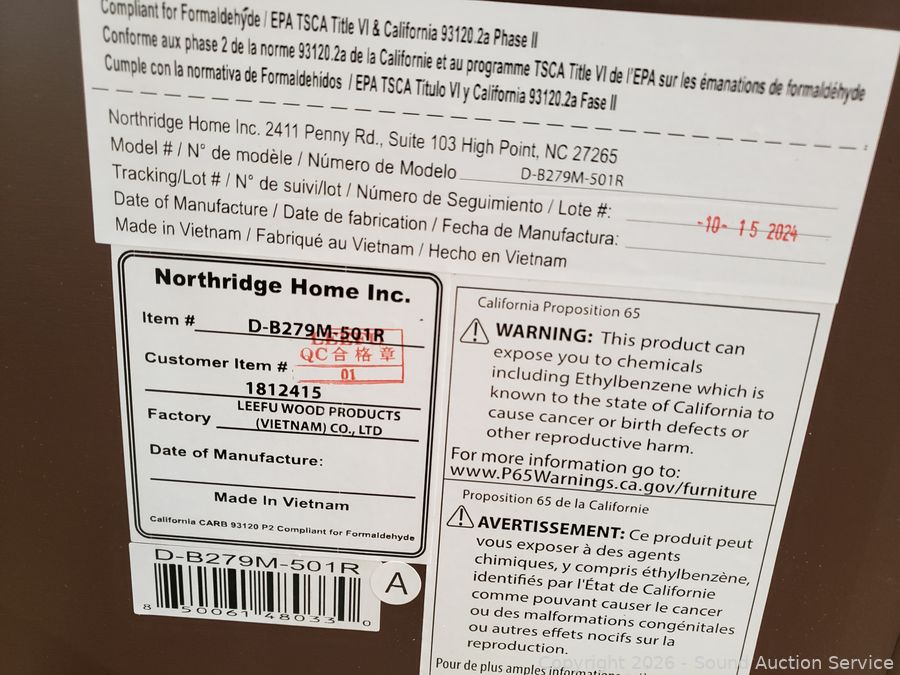 Compliant for Formaldehyde / EPA TSCA Title VI & California 93120.2a Phase II
Conforme aux phase 2 de la norme 93120.2a de la Californie et au programme TSCA Title VI de l'EPA sur les émanations de formaldéhyde
Cumple con la normativa de Formaldehidos / EPA TSCA Titulo VI y California 93120.2a Fase II
Northridge Home Inc. 2411 Penny Rd., Suite 103 High Point, NC 27265
Model # / N° de modèle / Número de Modelo D-B279M-501R
Tracking/Lot # / N° de suivi/lot / Número de Seguimiento / Lote #:
Date of Manufacture / Date de fabrication / Fecha de Manufactura: -10- 15 2024
Made in Vietnam / Fabriqué au Vietnam / Hecho en Vietnam
Northridge Home Inc.
Item # D-B279M-501R
LEEFU
QC合格章
01
Customer Item #
1812415
Factory LEEFU WOOD PRODUCTS
(VIETNAM) CO., LTD
Date of Manufacture:
Made In Vietnam
California CARB 93120 P2 Compliant for Formaldehyde
D-B279M-501R
A
8 50061 48033 0
California Proposition 65
WARNING: This product can
expose you to chemicals
including Ethylbenzene which is
known to the state of California to
cause cancer or birth defects or
other reproductive harm.
For more information go to:
www.P65Warnings.ca.gov/furniture
Proposition 65 de la Californie
AVERTISSEMENT: Ce produit peut
vous exposer à des agents
chimiques, y compris éthylbenzène,
identifiés par l'État de Californie
comme pouvant causer le cancer
ou des malformations congénitales
ou autres effets nocifs sur la
reproduction.
Pour de plus amples informations
Copyright 2026 - Sound Auction Service